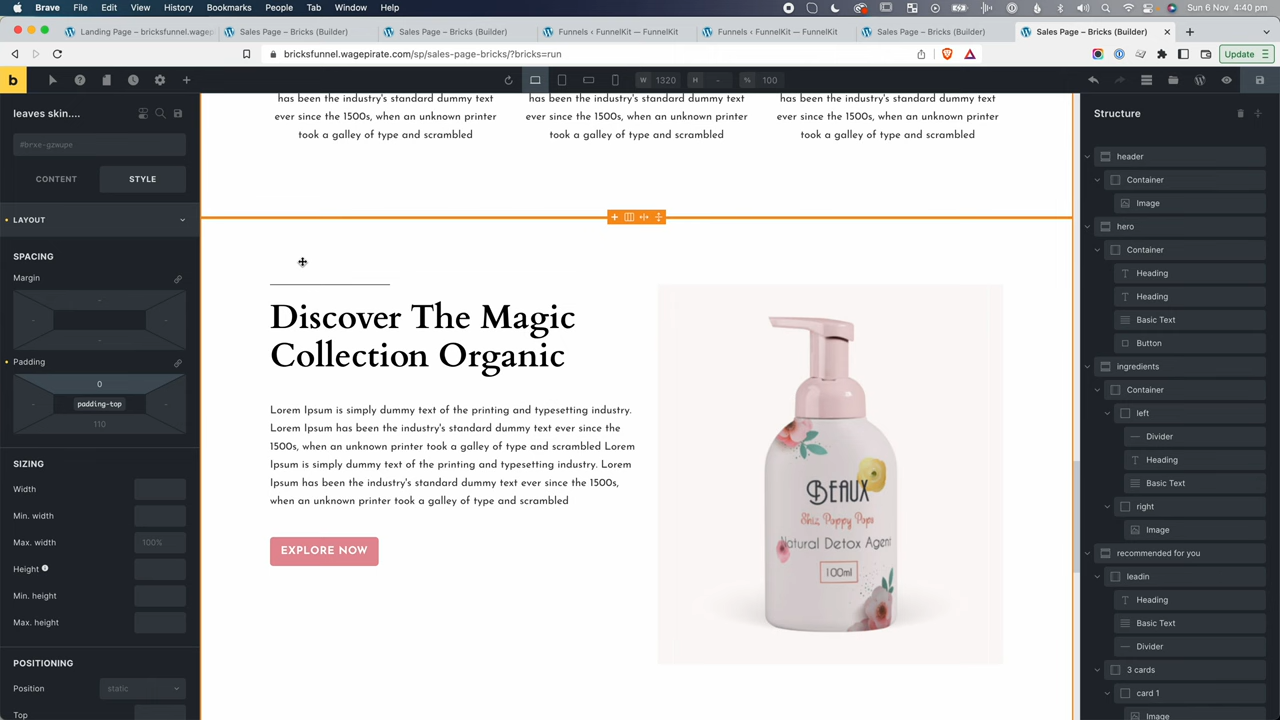 Brave File Edit View History Bookmarks People Tab Window Help
Sun 6 Nov 4:40 pm
Landing Page – bricksfunnel.wagep
Sales Page – Bricks (Builder)
Sales Page – Bricks (Builder)
Funnels ‹ FunnelKit — FunnelKit
Funnels ‹ FunnelKit — FunnelKit
Sales Page – Bricks (Builder)
Sales Page – Bricks (Builder)
bricksfunnel.wagepirate.com/sp/sales-page-bricks/?bricks=run
Update
b
W 1320 H - % 100
leaves skin....
#brxe-gzwupe
CONTENT
STYLE
LAYOUT
SPACING
Margin
Padding
0
padding-top
110
SIZING
Width
Min. width
Max. width 100%
Height
Min. height
Max. height
POSITIONING
Position static
Top
has been the industry's standard dummy text
ever since the 1500s, when an unknown printer
took a galley of type and scrambled
has been the industry's standard dummy text
ever since the 1500s, when an unknown printer
took a galley of type and scrambled
has been the industry's standard dummy text
ever since the 1500s, when an unknown printer
took a galley of type and scrambled
Discover The Magic
Collection Organic
Lorem Ipsum is simply dummy text of the printing and typesetting industry.
Lorem Ipsum has been the industry's standard dummy text ever since the
1500s, when an unknown printer took a galley of type and scrambled Lorem
Ipsum is simply dummy text of the printing and typesetting industry. Lorem
Ipsum has been the industry's standard dummy text ever since the 1500s,
when an unknown printer took a galley of type and scrambled
EXPLORE NOW
BEAUX
Shiz Poppy Pops
Natural Detox Agent
100ml
Structure
header
Container
Image
hero
Container
Heading
Heading
Basic Text
Button
ingredients
Container
left
Divider
Heading
Basic Text
right
Image
recommended for you
leadin
Heading
Basic Text
Divider
3 cards
card 1
Image